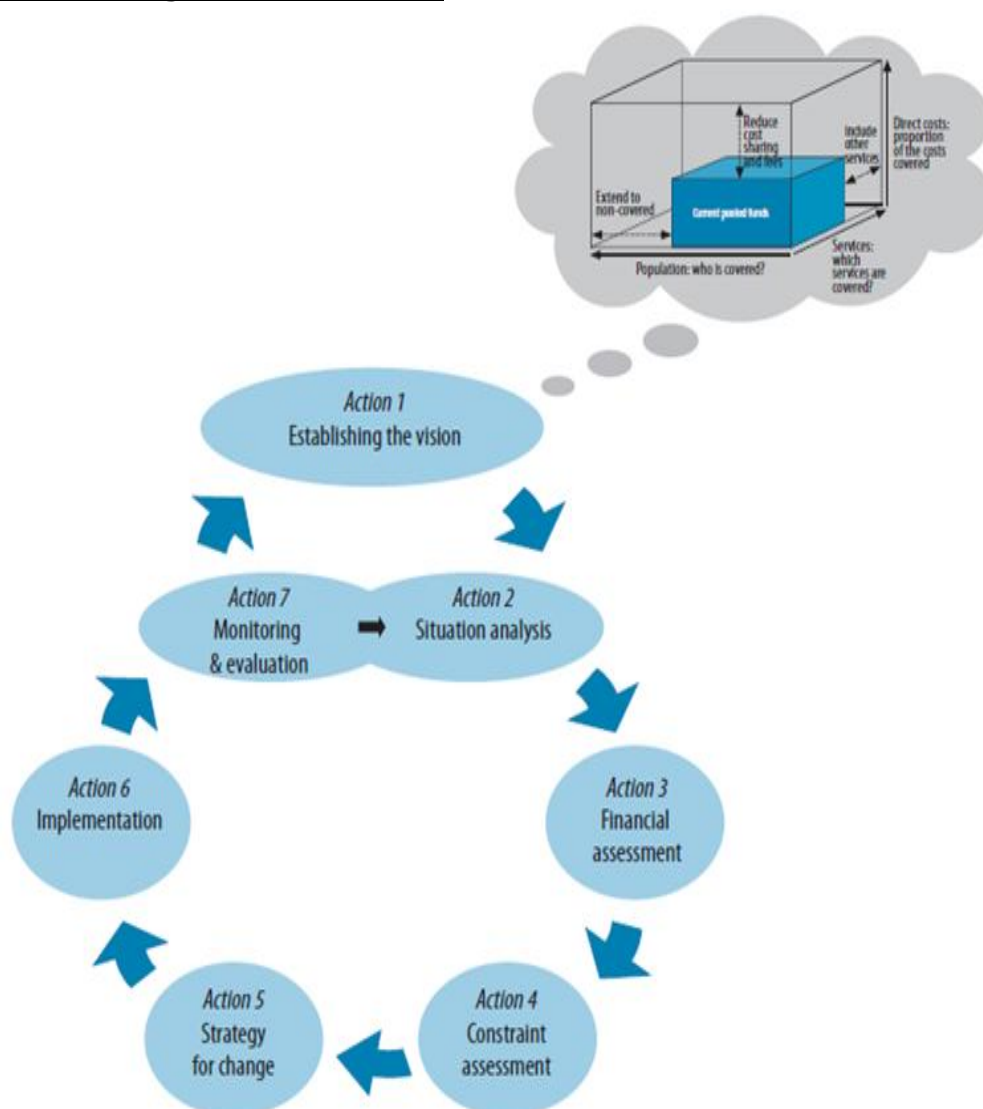 Reduce
cost
sharing
and fees
Include
other
services
Direct costs:
proportion
of the costs
covered
Extend to
non-covered
Current pooled funds
Population: who is covered?
Services:
which
services are
covered?
Action 1
Establishing the vision
Action 7
Monitoring
& evaluation
Action 2
Situation analysis
Action 6
Implementation
Action 3
Financial
assessment
Action 5
Strategy
for change
Action 4
Constraint
assessment